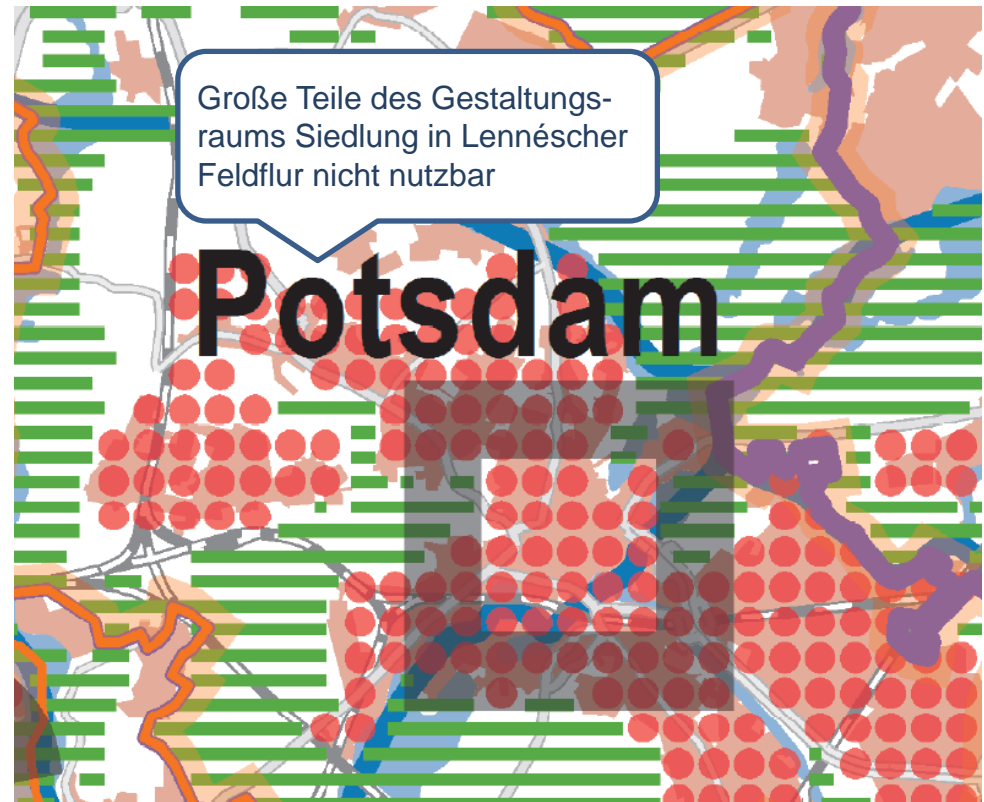 Große Teile des Gestaltungs-
raums Siedlung in Lennéscher
Feldflur nicht nutzbar
Potsdam